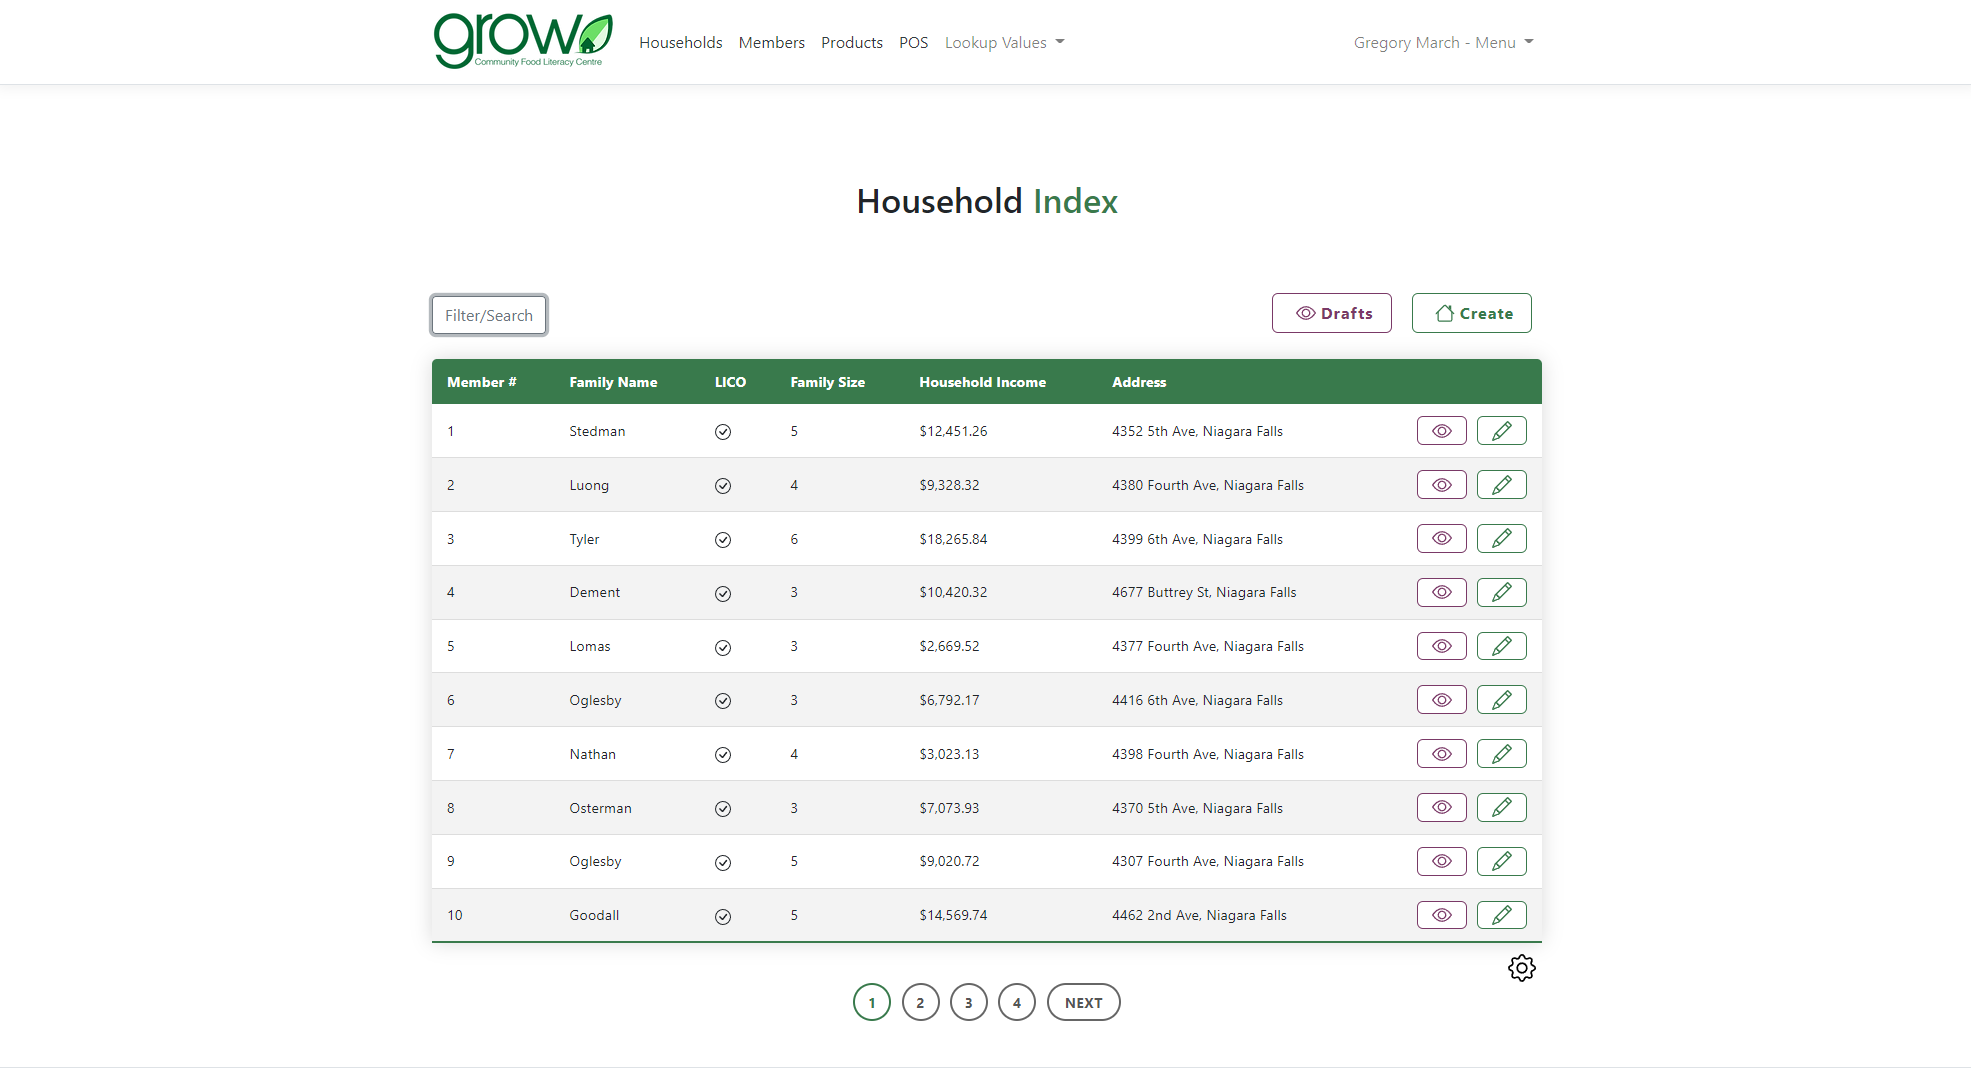 grow
Community Food Literacy Centre
Households Members Products POS Lookup Values
Gregory March - Menu
Household Index
Filter/Search
Drafts
Create
Member # Family Name LICO Family Size Household Income Address
1 Stedman 5 $12,451.26 4352 5th Ave, Niagara Falls
2 Luong 4 $9,328.32 4380 Fourth Ave, Niagara Falls
3 Tyler 6 $18,265.84 4399 6th Ave, Niagara Falls
4 Dement 3 $10,420.32 4677 Buttrey St, Niagara Falls
5 Lomas 3 $2,669.52 4377 Fourth Ave, Niagara Falls
6 Oglesby 3 $6,792.17 4416 6th Ave, Niagara Falls
7 Nathan 4 $3,023.13 4398 Fourth Ave, Niagara Falls
8 Osterman 3 $7,073.93 4370 5th Ave, Niagara Falls
9 Oglesby 5 $9,020.72 4307 Fourth Ave, Niagara Falls
10 Goodall 5 $14,569.74 4462 2nd Ave, Niagara Falls
1 2 3 4 NEXT